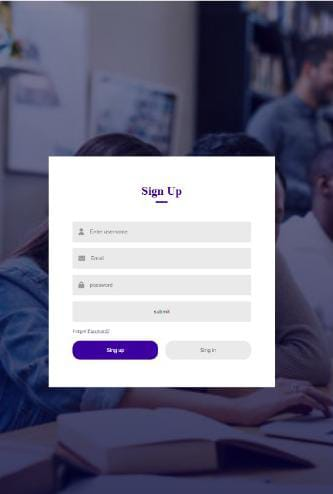 Sign Up
Enter username
Email
password
submit
Forgot Password?
Sing up
Sing in